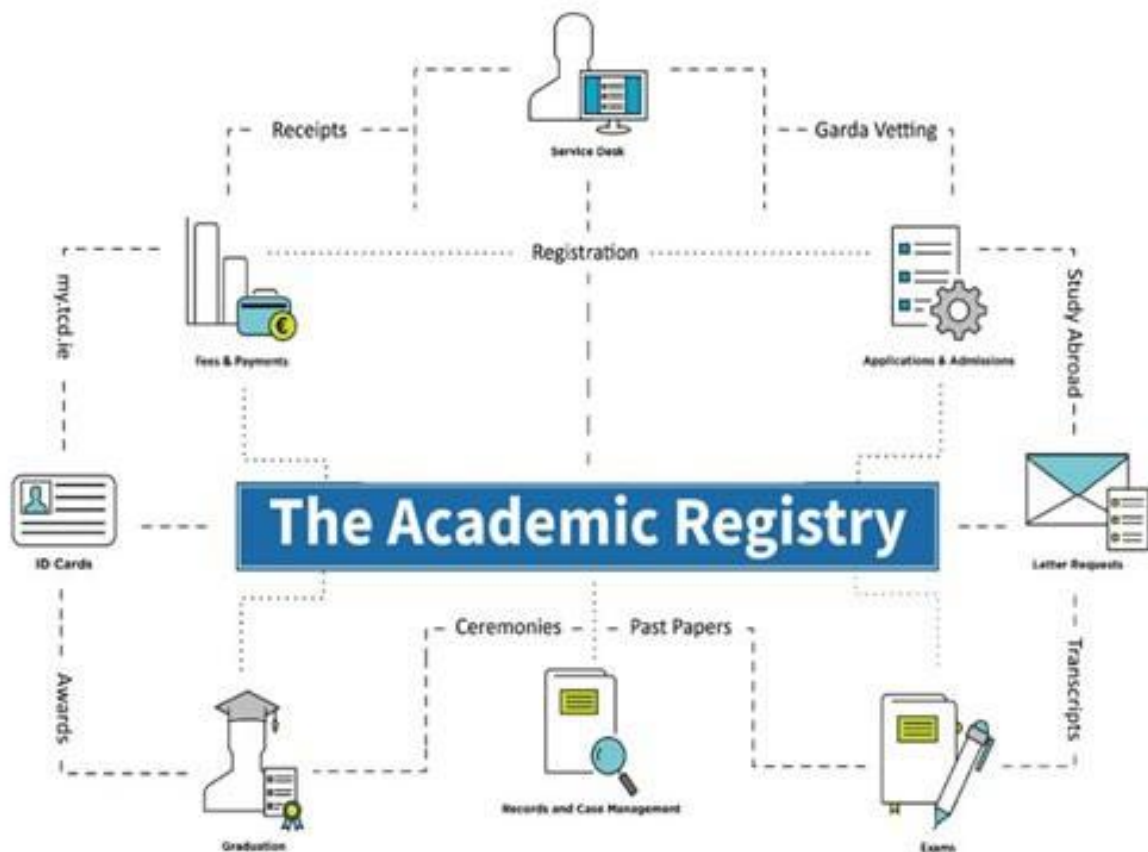 Service Desk
Receipts
Garda Vetting
Registration
my.tcd.ie
Fees & Payments
Applications & Admissions
Study Abroad
The Academic Registry
ID Cards
Letter Requests
Ceremonies
Past Papers
Awards
Transcripts
Graduation
Records and Case Management
Exams